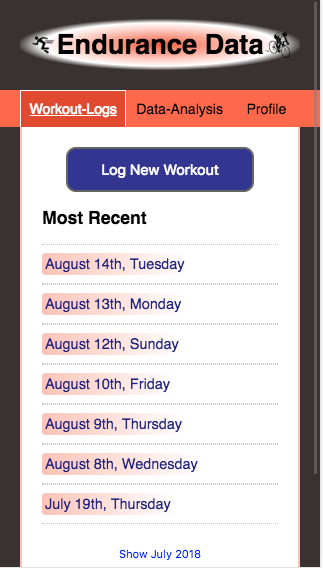 Endurance Data
Workout-Logs Data-Analysis Profile
Log New Workout
Most Recent
August 14th, Tuesday
August 13th, Monday
August 12th, Sunday
August 10th, Friday
August 9th, Thursday
August 8th, Wednesday
July 19th, Thursday
Show July 2018